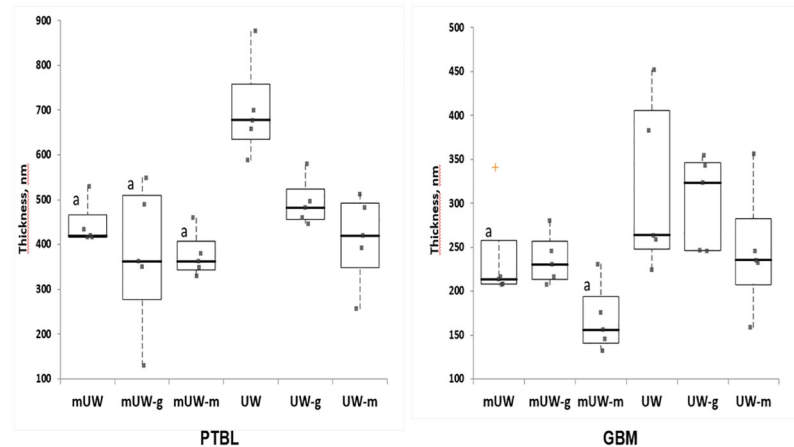 900
800
700
600
500
400
300
200
100
Thickness, nm
a
a
a
mUW mUW-g mUW-m UW UW-g UW-m
PTBL
500
450
400
350
300
250
200
150
100
Thickness, nm
a
a
mUW mUW-g mUW-m UW UW-g UW-m
GBM